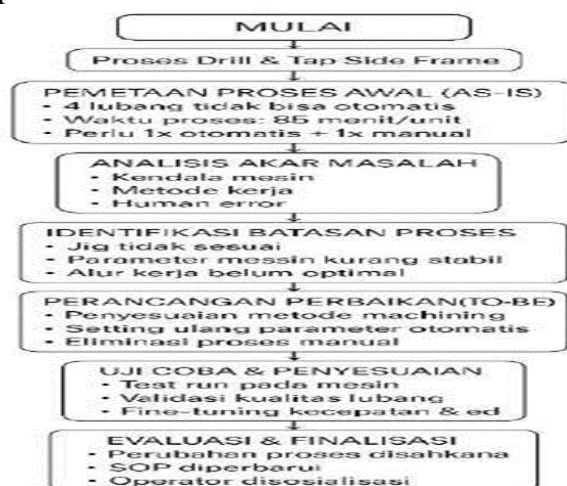 MULAI
Proses Drill & Tap Side Frame
PEMETAAN PROSES AWAL (AS-IS)
• 4 lubang tidak bisa otomatis
• Waktu proses: 85 menit/unit
• Perlu 1x otomatis + 1x manual
ANALISIS AKAR MASALAH
• Kendala mesin
• Metode kerja
• Human error
IDENTIFIKASI BATASAN PROSES
• Jig tidak sesuai
• Parameter messin kurang stabil
• Alur kerja belum optimal
PERANCANGAN PERBAIKAN(TO-BE)
• Penyesuaian metode machining
• Setting ulang parameter otomatis
• Eliminasi proses manual
UJI COBA & PENYESUAIAN
• Test run pada mesin
• Validasi kualitas lubang
• Fine-tuning kecepatan & ed
EVALUASI & FINALISASI
• Perubahan proses disahkana
• SOP diperbarui
• Operator disosialisasi